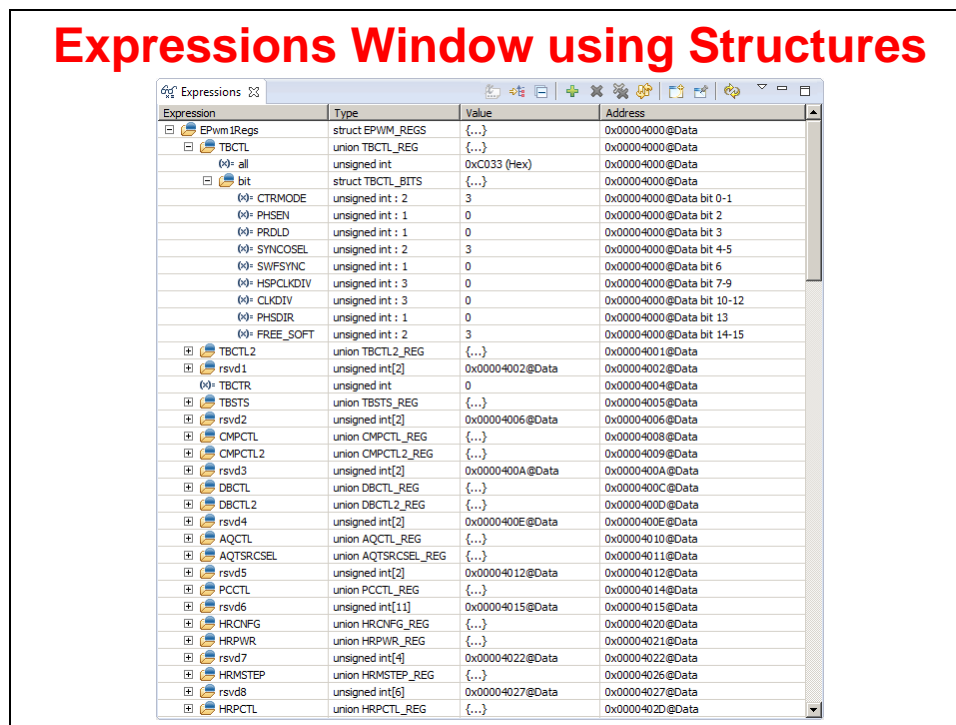 Expressions Window using Structures
Expressions
Expression Type Value Address
EPwm1Regs struct EPWM_REGS {...} 0x00004000@Data
TBCTL union TBCTL_REG {...} 0x00004000@Data
(x)= all unsigned int 0xC033 (Hex) 0x00004000@Data
bit struct TBCTL_BITS {...} 0x00004000@Data
(x)= CTRMODE unsigned int : 2 3 0x00004000@Data bit 0-1
(x)= PHSEN unsigned int : 1 0 0x00004000@Data bit 2
(x)= PRDLD unsigned int : 1 0 0x00004000@Data bit 3
(x)= SYNCOSEL unsigned int : 2 3 0x00004000@Data bit 4-5
(x)= SWFSYNC unsigned int : 1 0 0x00004000@Data bit 6
(x)= HSPCLKDIV unsigned int : 3 0 0x00004000@Data bit 7-9
(x)= CLKDIV unsigned int : 3 0 0x00004000@Data bit 10-12
(x)= PHSDIR unsigned int : 1 0 0x00004000@Data bit 13
(x)= FREE_SOFT unsigned int : 2 3 0x00004000@Data bit 14-15
TBCTL2 union TBCTL2_REG {...} 0x00004001@Data
rsvd1 unsigned int[2] 0x00004002@Data 0x00004002@Data
(x)= TBCTR unsigned int 0 0x00004004@Data
TBSTS union TBSTS_REG {...} 0x00004005@Data
rsvd2 unsigned int[2] 0x00004006@Data 0x00004006@Data
CMPCTL union CMPCTL_REG {...} 0x00004008@Data
CMPCTL2 union CMPCTL2_REG {...} 0x00004009@Data
rsvd3 unsigned int[2] 0x0000400A@Data 0x0000400A@Data
DBCTL union DBCTL_REG {...} 0x0000400C@Data
DBCTL2 union DBCTL2_REG {...} 0x0000400D@Data
rsvd4 unsigned int[2] 0x0000400E@Data 0x0000400E@Data
AQCTL union AQCTL_REG {...} 0x00004010@Data
AQTSRCSEL union AQTSRCSEL_REG {...} 0x00004011@Data
rsvd5 unsigned int[2] 0x00004012@Data 0x00004012@Data
PCCTL union PCCTL_REG {...} 0x00004014@Data
rsvd6 unsigned int[11] 0x00004015@Data 0x00004015@Data
HRCNFG union HRCNFG_REG {...} 0x00004020@Data
HRPWR union HRPWR_REG {...} 0x00004021@Data
rsvd7 unsigned int[4] 0x00004022@Data 0x00004022@Data
HRMSTEP union HRMSTEP_REG {...} 0x00004026@Data
rsvd8 unsigned int[6] 0x00004027@Data 0x00004027@Data
HRPCTL union HRPCTL_REG {...} 0x0000402D@Data